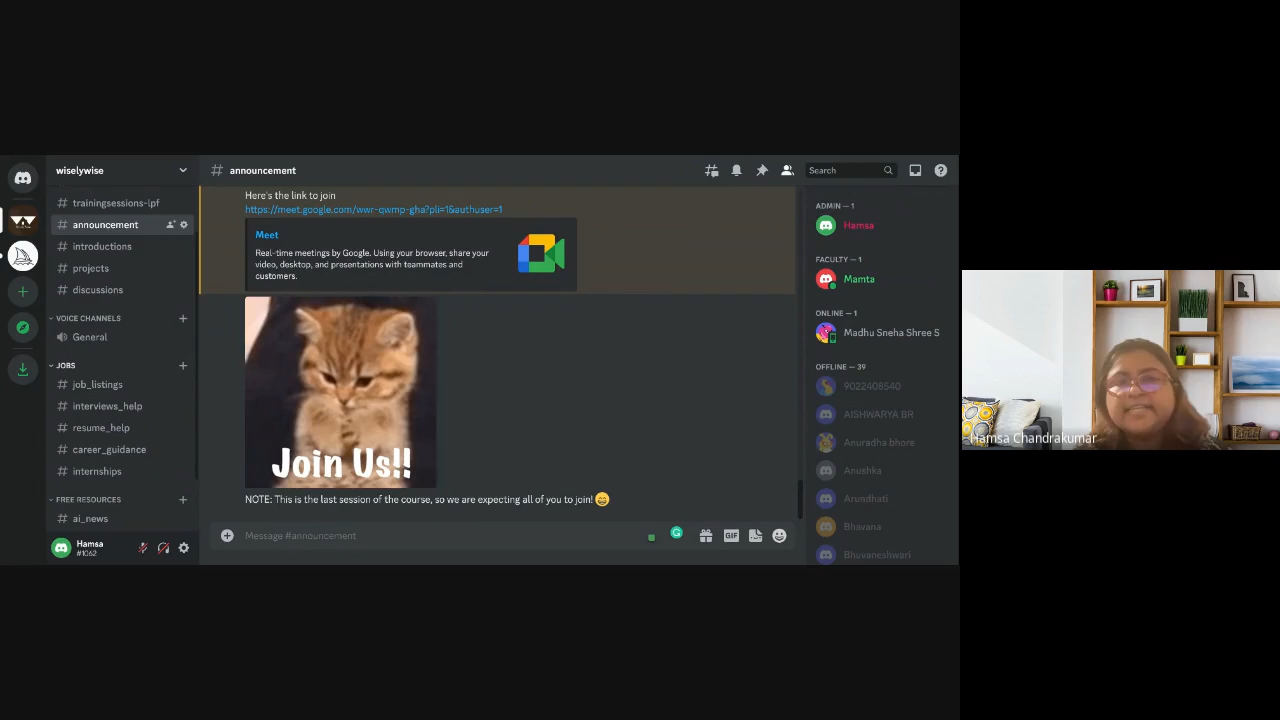 wiselywise
trainingsessions-ipf
announcement
introductions
projects
discussions
VOICE CHANNELS
General
JOBS
job_listings
interviews_help
resume_help
career_guidance
internships
FREE RESOURCES
ai_news
Hamsa
#1062
announcement
Search
Here's the link to join
https://meet.google.com/wwr-qwmp-gha?pli=1&authuser=1
Meet
Real-time meetings by Google. Using your browser, share your
video, desktop, and presentations with teammates and
customers.
Join Us!!
NOTE: This is the last session of the course, so we are expecting all of you to join! 😄
Message #announcement
GIF
ADMIN — 1
Hamsa
FACULTY — 1
Mamta
ONLINE — 1
Madhu Sneha Shree S
OFFLINE — 39
9022408540
AISHWARYA BR
Anuradha bhore
Anushka
Arundhati
Bhavana
Bhuvaneshwari
Hamsa Chandrakumar